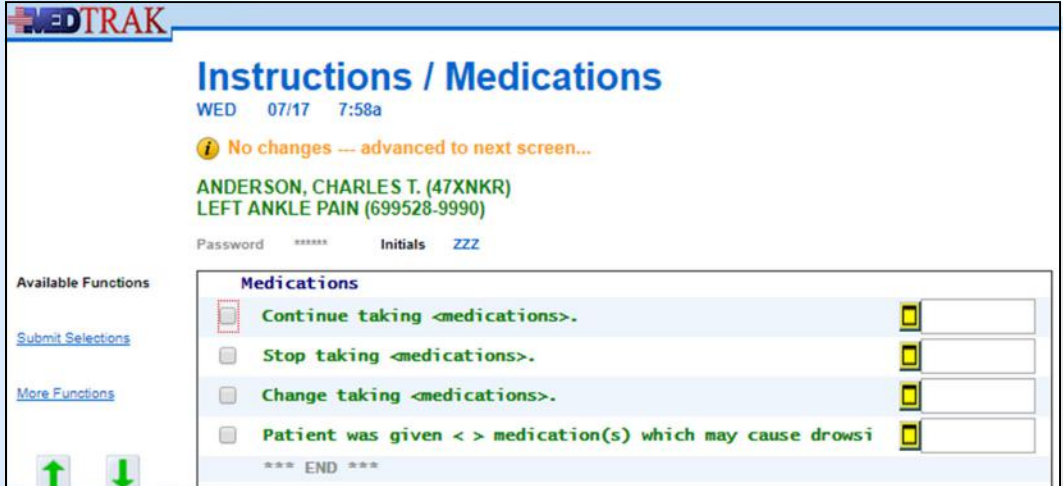 MEDTRAK
Instructions / Medications
WED 07/17 7:58a
No changes --- advanced to next screen...
ANDERSON, CHARLES T. (47XNKR)
LEFT ANKLE PAIN (699528-9990)
Password ****** Initials ZZZ
Available Functions
Submit Selections
More Functions
Medications
Continue taking <medications>.
Stop taking <medications>.
Change taking <medications>.
Patient was given < > medication(s) which may cause drowsi
*** END ***